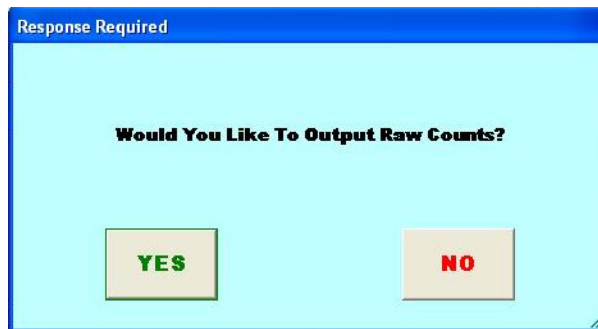 Response Required
Would You Like To Output Raw Counts?
YES
NO